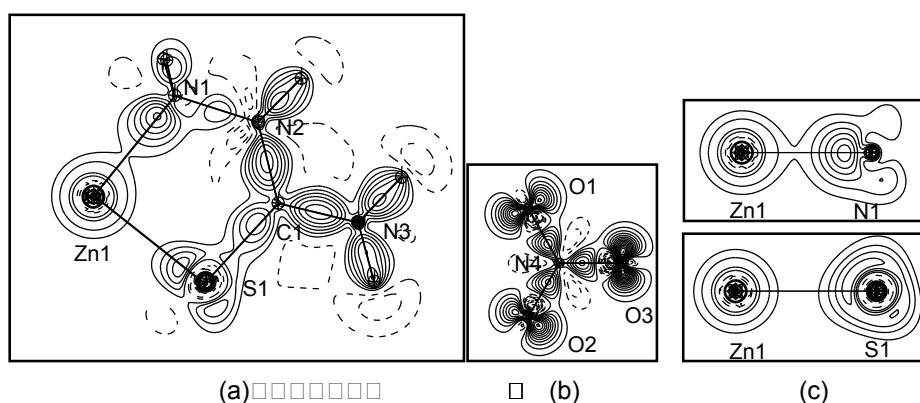 N1
N2
Zn1
C1
N3
S1
O1
N4
O2
O3
Zn1
N1
Zn1
S1
(a)□□□□□□□ □ (b) (c)